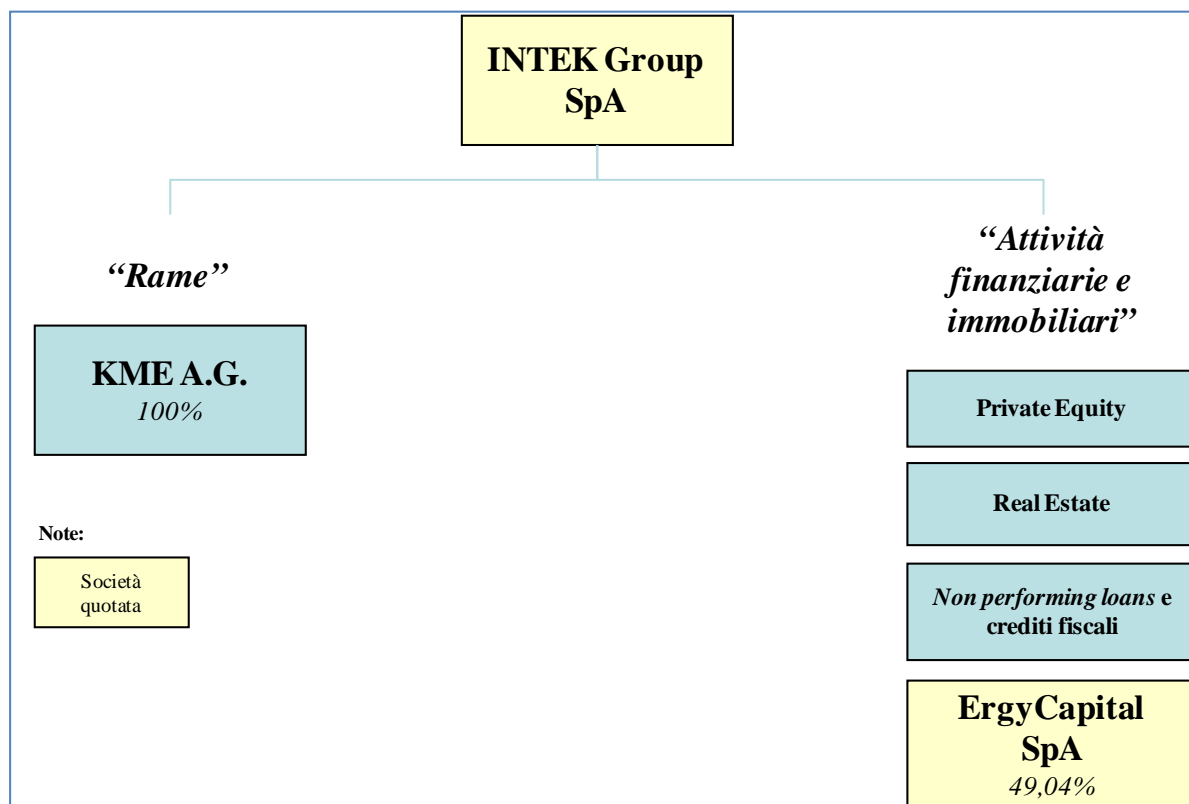 INTEK Group
SpA
“Rame”
KME A.G.
100%
Note:
Società
quotata
“Attività
finanziarie e
immobiliari”
Private Equity
Real Estate
Non performing loans e
crediti fiscali
ErgyCapital
SpA
49,04%